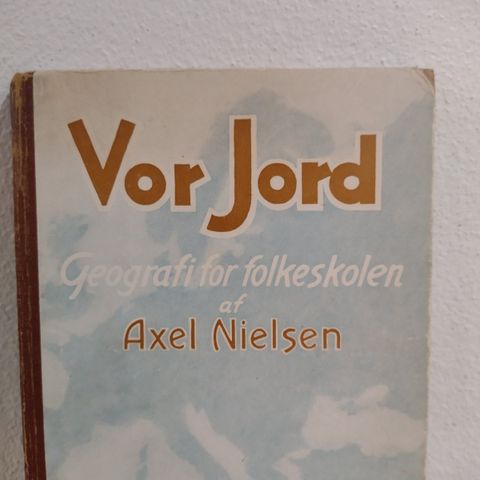 Vor Jord
Geografi for folkeskolen
af
Axel Nielsen